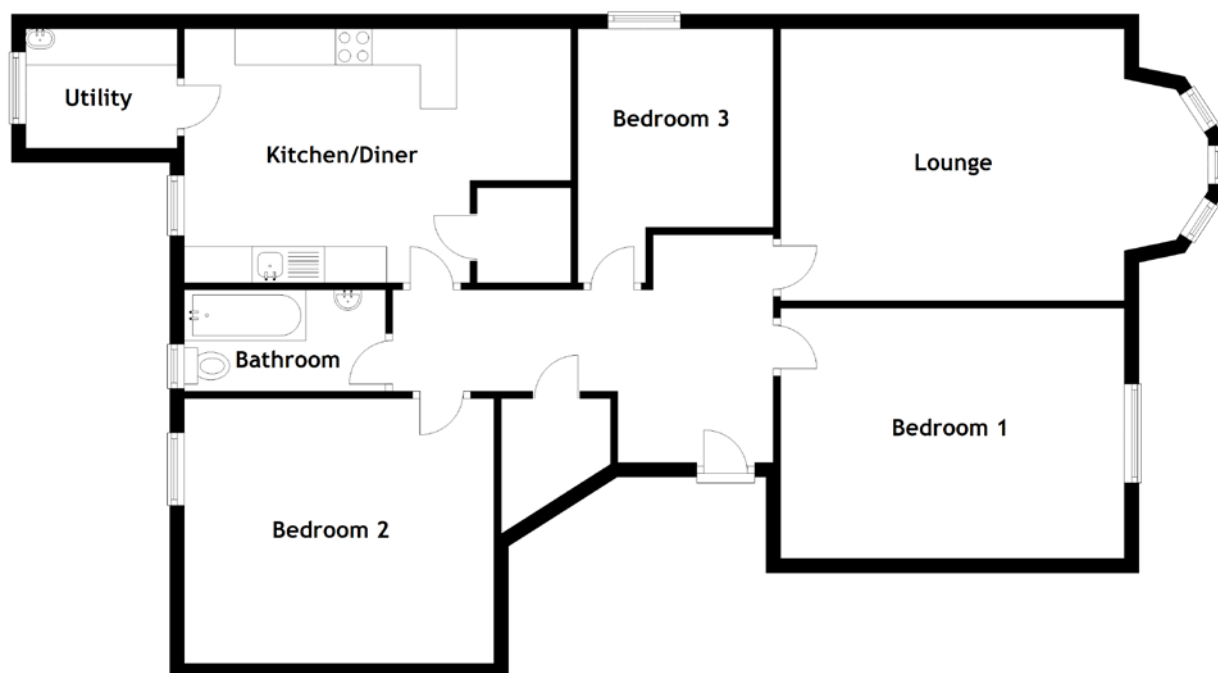 Utility
Bedroom 3
Kitchen/Diner
Lounge
Bathroom
Bedroom 1
Bedroom 2